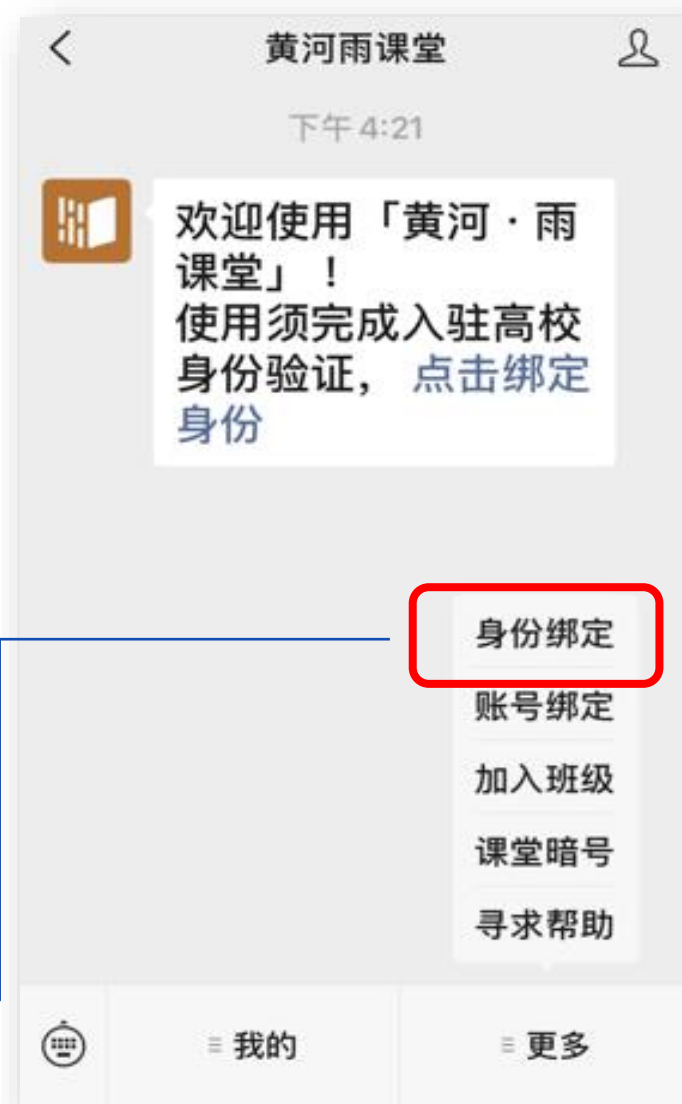 黄河雨课堂
下午 4:21
欢迎使用「黄河 · 雨
课堂」！
使用须完成入驻高校
身份验证， 点击绑定
身份
身份绑定
账号绑定
加入班级
课堂暗号
寻求帮助
≡ 我的
≡ 更多